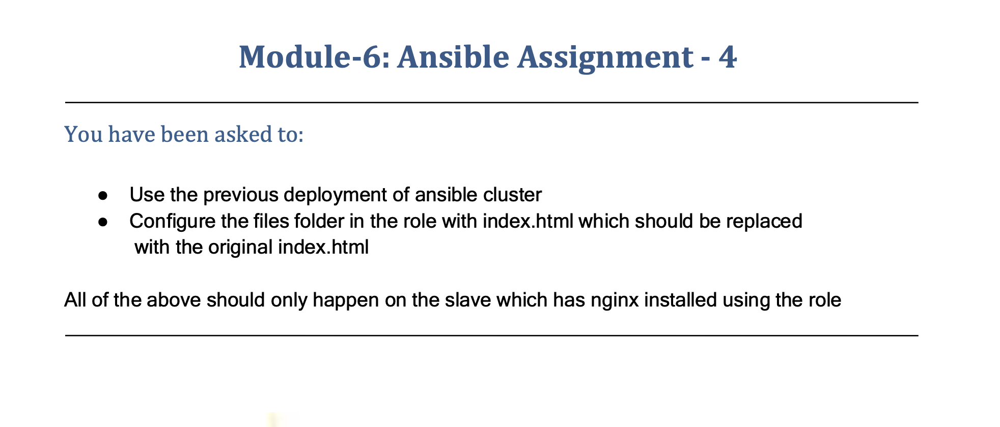 Module-6: Ansible Assignment - 4
You have been asked to:
● Use the previous deployment of ansible cluster
● Configure the files folder in the role with index.html which should be replaced
with the original index.html
All of the above should only happen on the slave which has nginx installed using the role